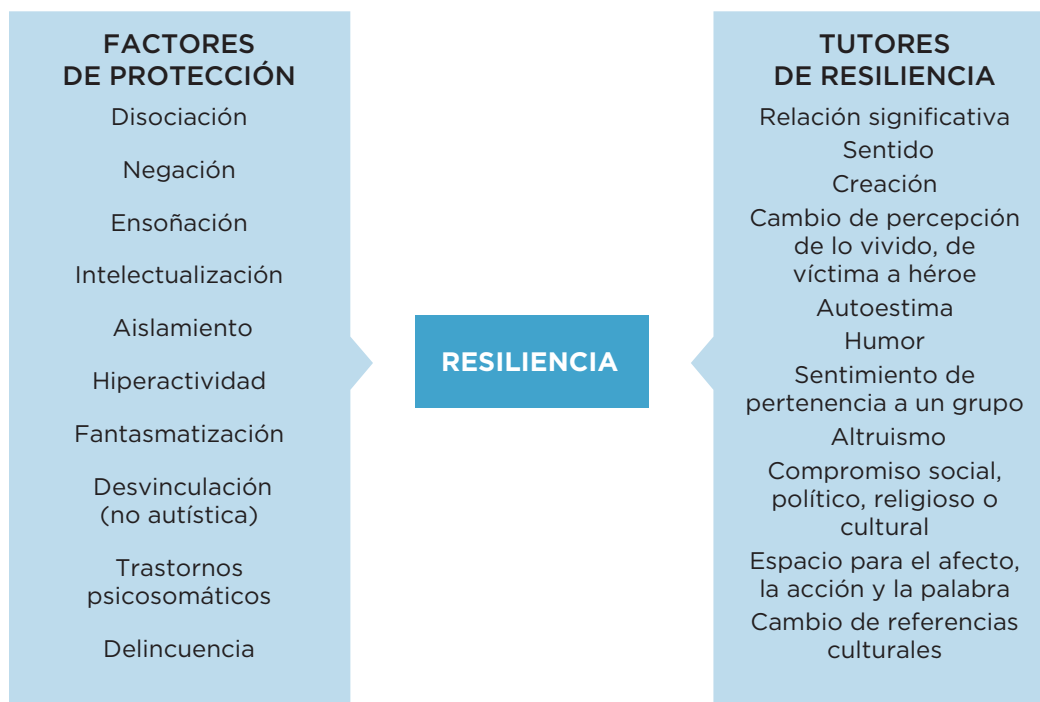 FACTORES
DE PROTECCIÓN
Disociación
Negación
Ensoñación
Intelectualización
Aislamiento
Hiperactividad
Fantasmatización
Desvinculación
(no autística)
Trastornos
psicosomáticos
Delincuencia
RESILIENCIA
TUTORES
DE RESILIENCIA
Relación significativa
Sentido
Creación
Cambio de percepción
de lo vivido, de
víctima a héroe
Autoestima
Humor
Sentimiento de
pertenencia a un grupo
Altruismo
Compromiso social,
político, religioso o
cultural
Espacio para el afecto,
la acción y la palabra
Cambio de referencias
culturales